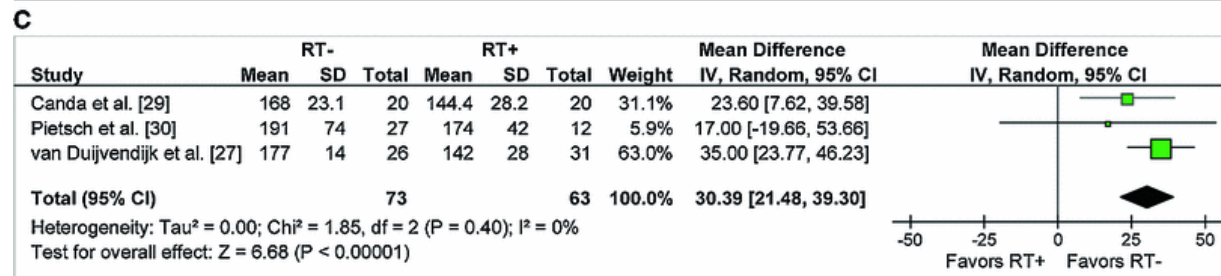 C
RT- RT+ Mean Difference Mean Difference
Study Mean SD Total Mean SD Total Weight IV, Random, 95% CI IV, Random, 95% CI
Canda et al. [29] 168 23.1 20 144.4 28.2 20 31.1% 23.60 [7.62, 39.58]
Pietsch et al. [30] 191 74 27 174 42 12 5.9% 17.00 [-19.66, 53.66]
van Duijvendijk et al. [27] 177 14 26 142 28 31 63.0% 35.00 [23.77, 46.23]
Total (95% CI) 73 63 100.0% 30.39 [21.48, 39.30]
Heterogeneity: Tau² = 0.00; Chi² = 1.85, df = 2 (P = 0.40); I² = 0%
Test for overall effect: Z = 6.68 (P < 0.00001)
-50 -25 0 25 50
Favors RT+ Favors RT-